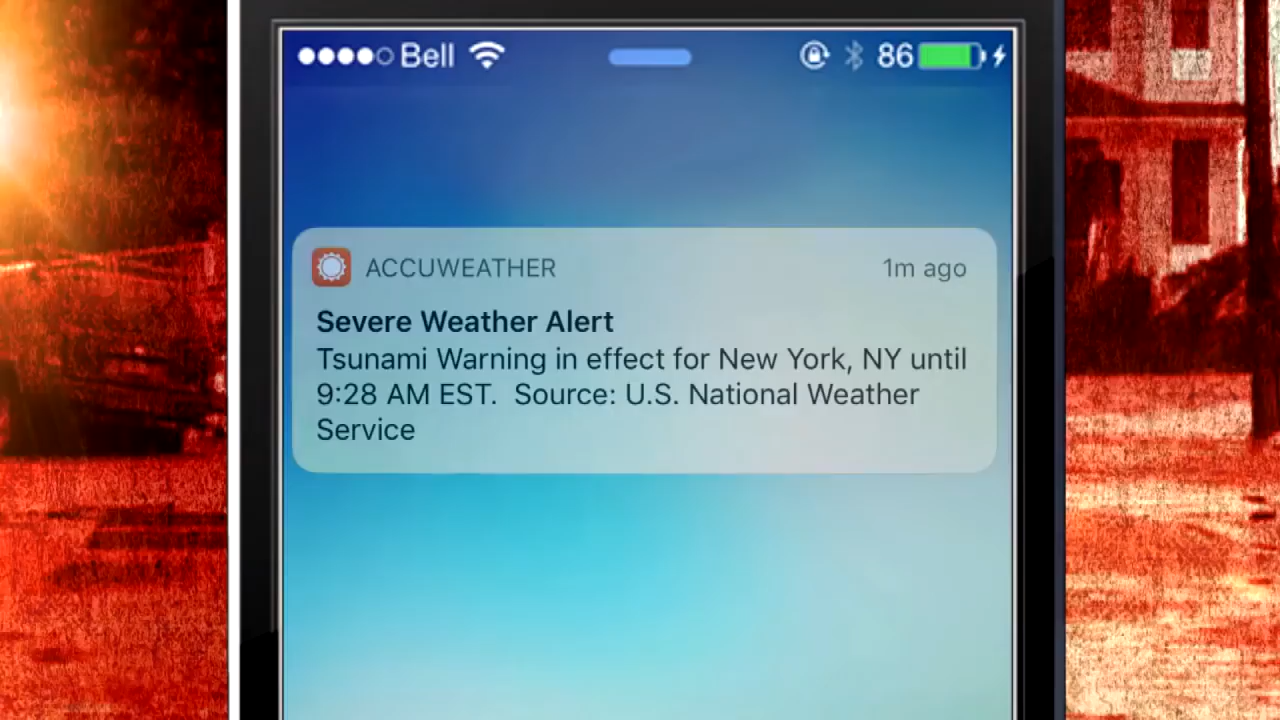 Bell 86
ACCUWEATHER 1m ago
Severe Weather Alert
Tsunami Warning in effect for New York, NY until
9:28 AM EST. Source: U.S. National Weather
Service